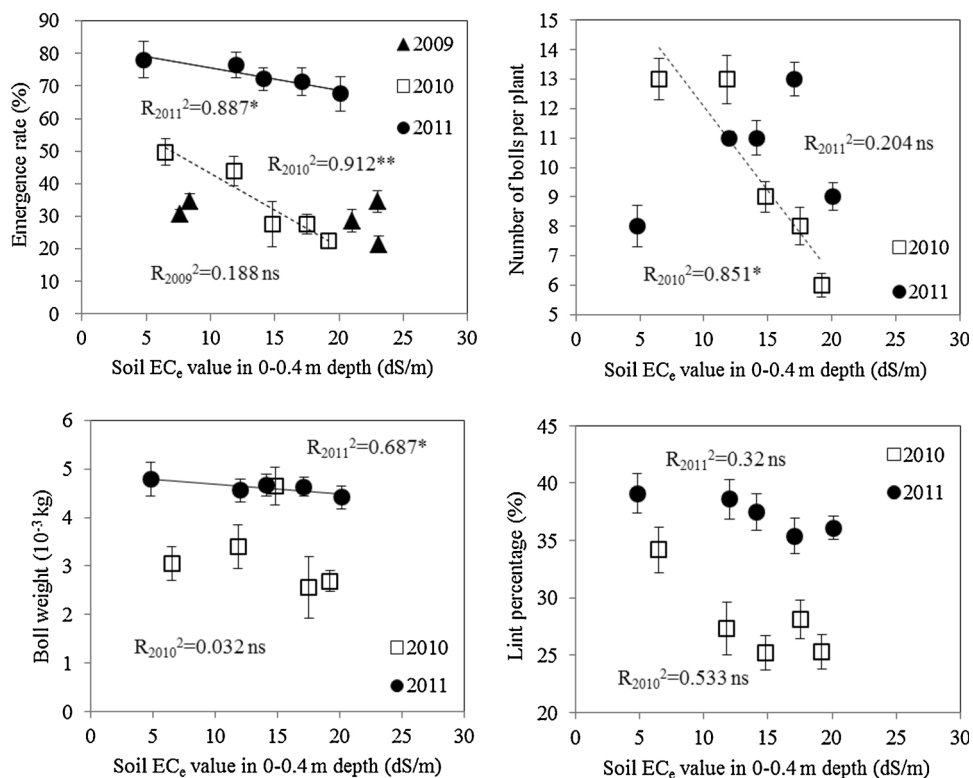 90
80
70
60
50
40
30
20
10
0
Emergence rate (%)
2009
2010
2011
R2011²=0.887*
R2010²=0.912**
R2009²=0.188 ns
0 5 10 15 20 25 30
Soil ECe value in 0-0.4 m depth (dS/m)
15
14
13
12
11
10
9
8
7
6
5
Number of bolls per plant
R2011²=0.204 ns
R2010²=0.851*
2010
2011
0 5 10 15 20 25 30
Soil ECe value in 0-0.4 m depth (dS/m)
6
5
4
3
2
1
0
Boll weight (10⁻³ kg)
R2011²=0.687*
R2010²=0.032 ns
2010
2011
0 5 10 15 20 25 30
Soil ECe value in 0-0.4 m depth (dS/m)
45
40
35
30
25
20
Lint percentage (%)
R2011²=0.32 ns
2010
2011
R2010²=0.533 ns
0 5 10 15 20 25 30
Soil ECe value in 0-0.4 m depth (dS/m)